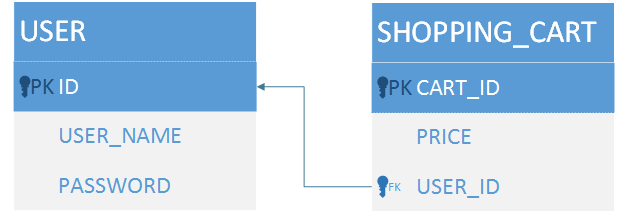 USER
PK ID
USER_NAME
PASSWORD
SHOPPING_CART
PK CART_ID
PRICE
FK USER_ID